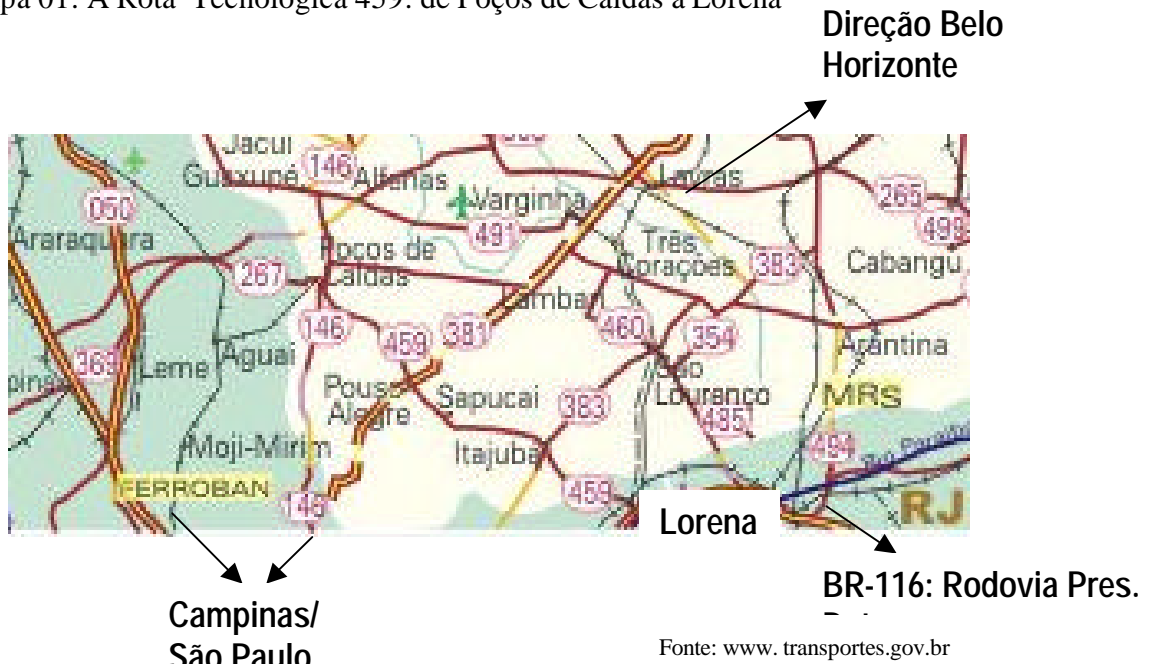 pa 01: A Rota Tecnológica 459: de Poços de Caldas a Lorena
Direção Belo
Horizonte
Jacui
Guaxupé
146
Alfenas
Varginha
Lavras
050
265
499
Araraquara
491
Poços de
Caldas
Três
Corações
383
Cabangu
267
Lambari
146
459
381
460
354
369
Leme
Aguai
Arantina
Pouso
Alegre
Sapucai
383
São
Lourenço
MRS
485
Moji-Mirim
Itajubá
494
FERROBAN
146
459
Lorena
RJ
BR-116: Rodovia Pres.
Campinas/
São Paulo
Fonte: www. transportes.gov.br